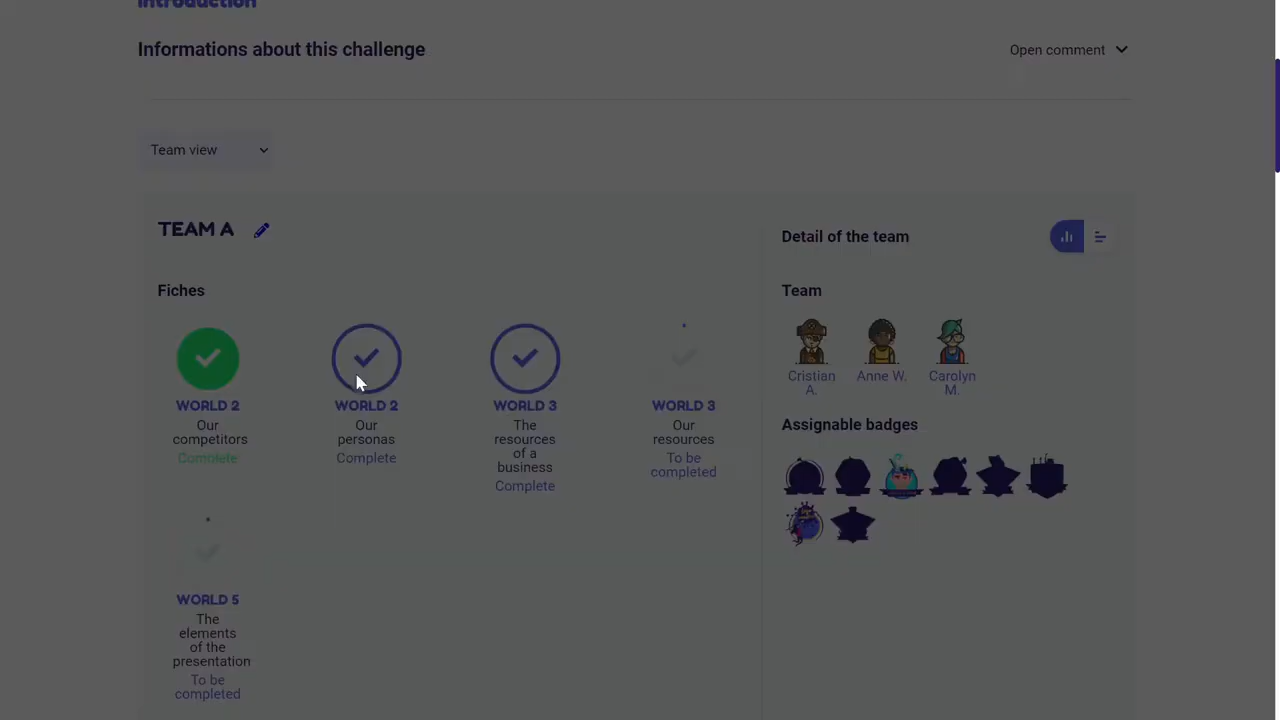 Introduction
Informations about this challenge
Open comment
Team view
TEAM A
Detail of the team
Fiches
Team
Cristian
A.
Anne W.
Carolyn
M.
WORLD 2
Our
competitors
Complete
WORLD 2
Our
personas
Complete
WORLD 3
The
resources
of a
business
Complete
WORLD 3
Our
resources
To be
completed
Assignable badges
WORLD 5
The
elements
of the
presentation
To be
completed